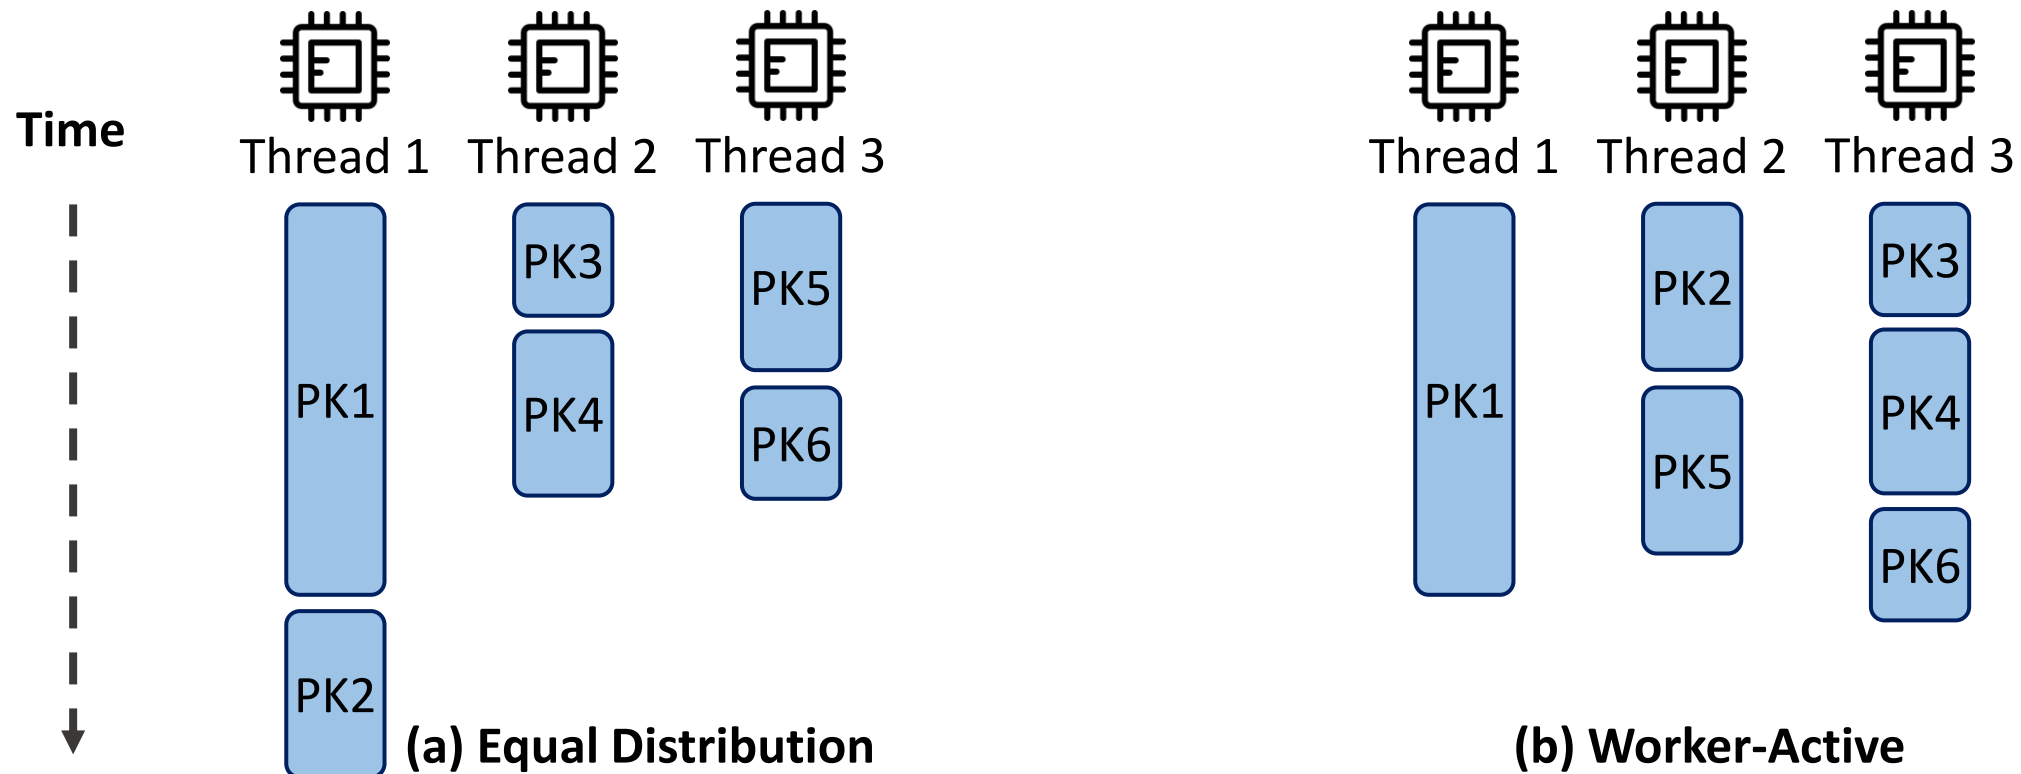 Time
Thread 1 Thread 2 Thread 3
PK1
PK2
PK3
PK4
PK5
PK6
(a) Equal Distribution
Thread 1 Thread 2 Thread 3
PK1
PK2
PK5
PK3
PK4
PK6
(b) Worker-Active